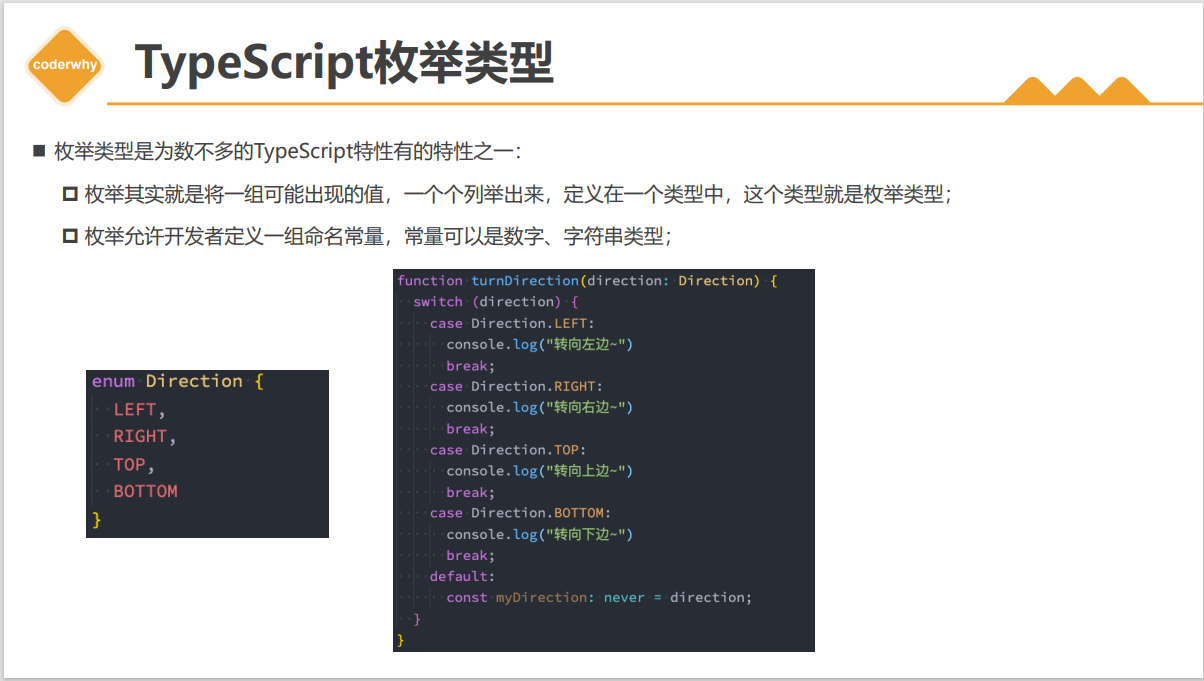 coderwhy
TypeScript枚举类型
枚举类型是为数不多的TypeScript特性有的特性之一：
枚举其实就是将一组可能出现的值，一个个列举出来，定义在一个类型中，这个类型就是枚举类型；
枚举允许开发者定义一组命名常量，常量可以是数字、字符串类型；
enum Direction {
  LEFT,
  RIGHT,
  TOP,
  BOTTOM
}
function turnDirection(direction: Direction) {
  switch (direction) {
    case Direction.LEFT:
      console.log("转向左边~")
      break;
    case Direction.RIGHT:
      console.log("转向右边~")
      break;
    case Direction.TOP:
      console.log("转向上边~")
      break;
    case Direction.BOTTOM:
      console.log("转向下边~")
      break;
    default:
      const myDirection: never = direction;
  }
}